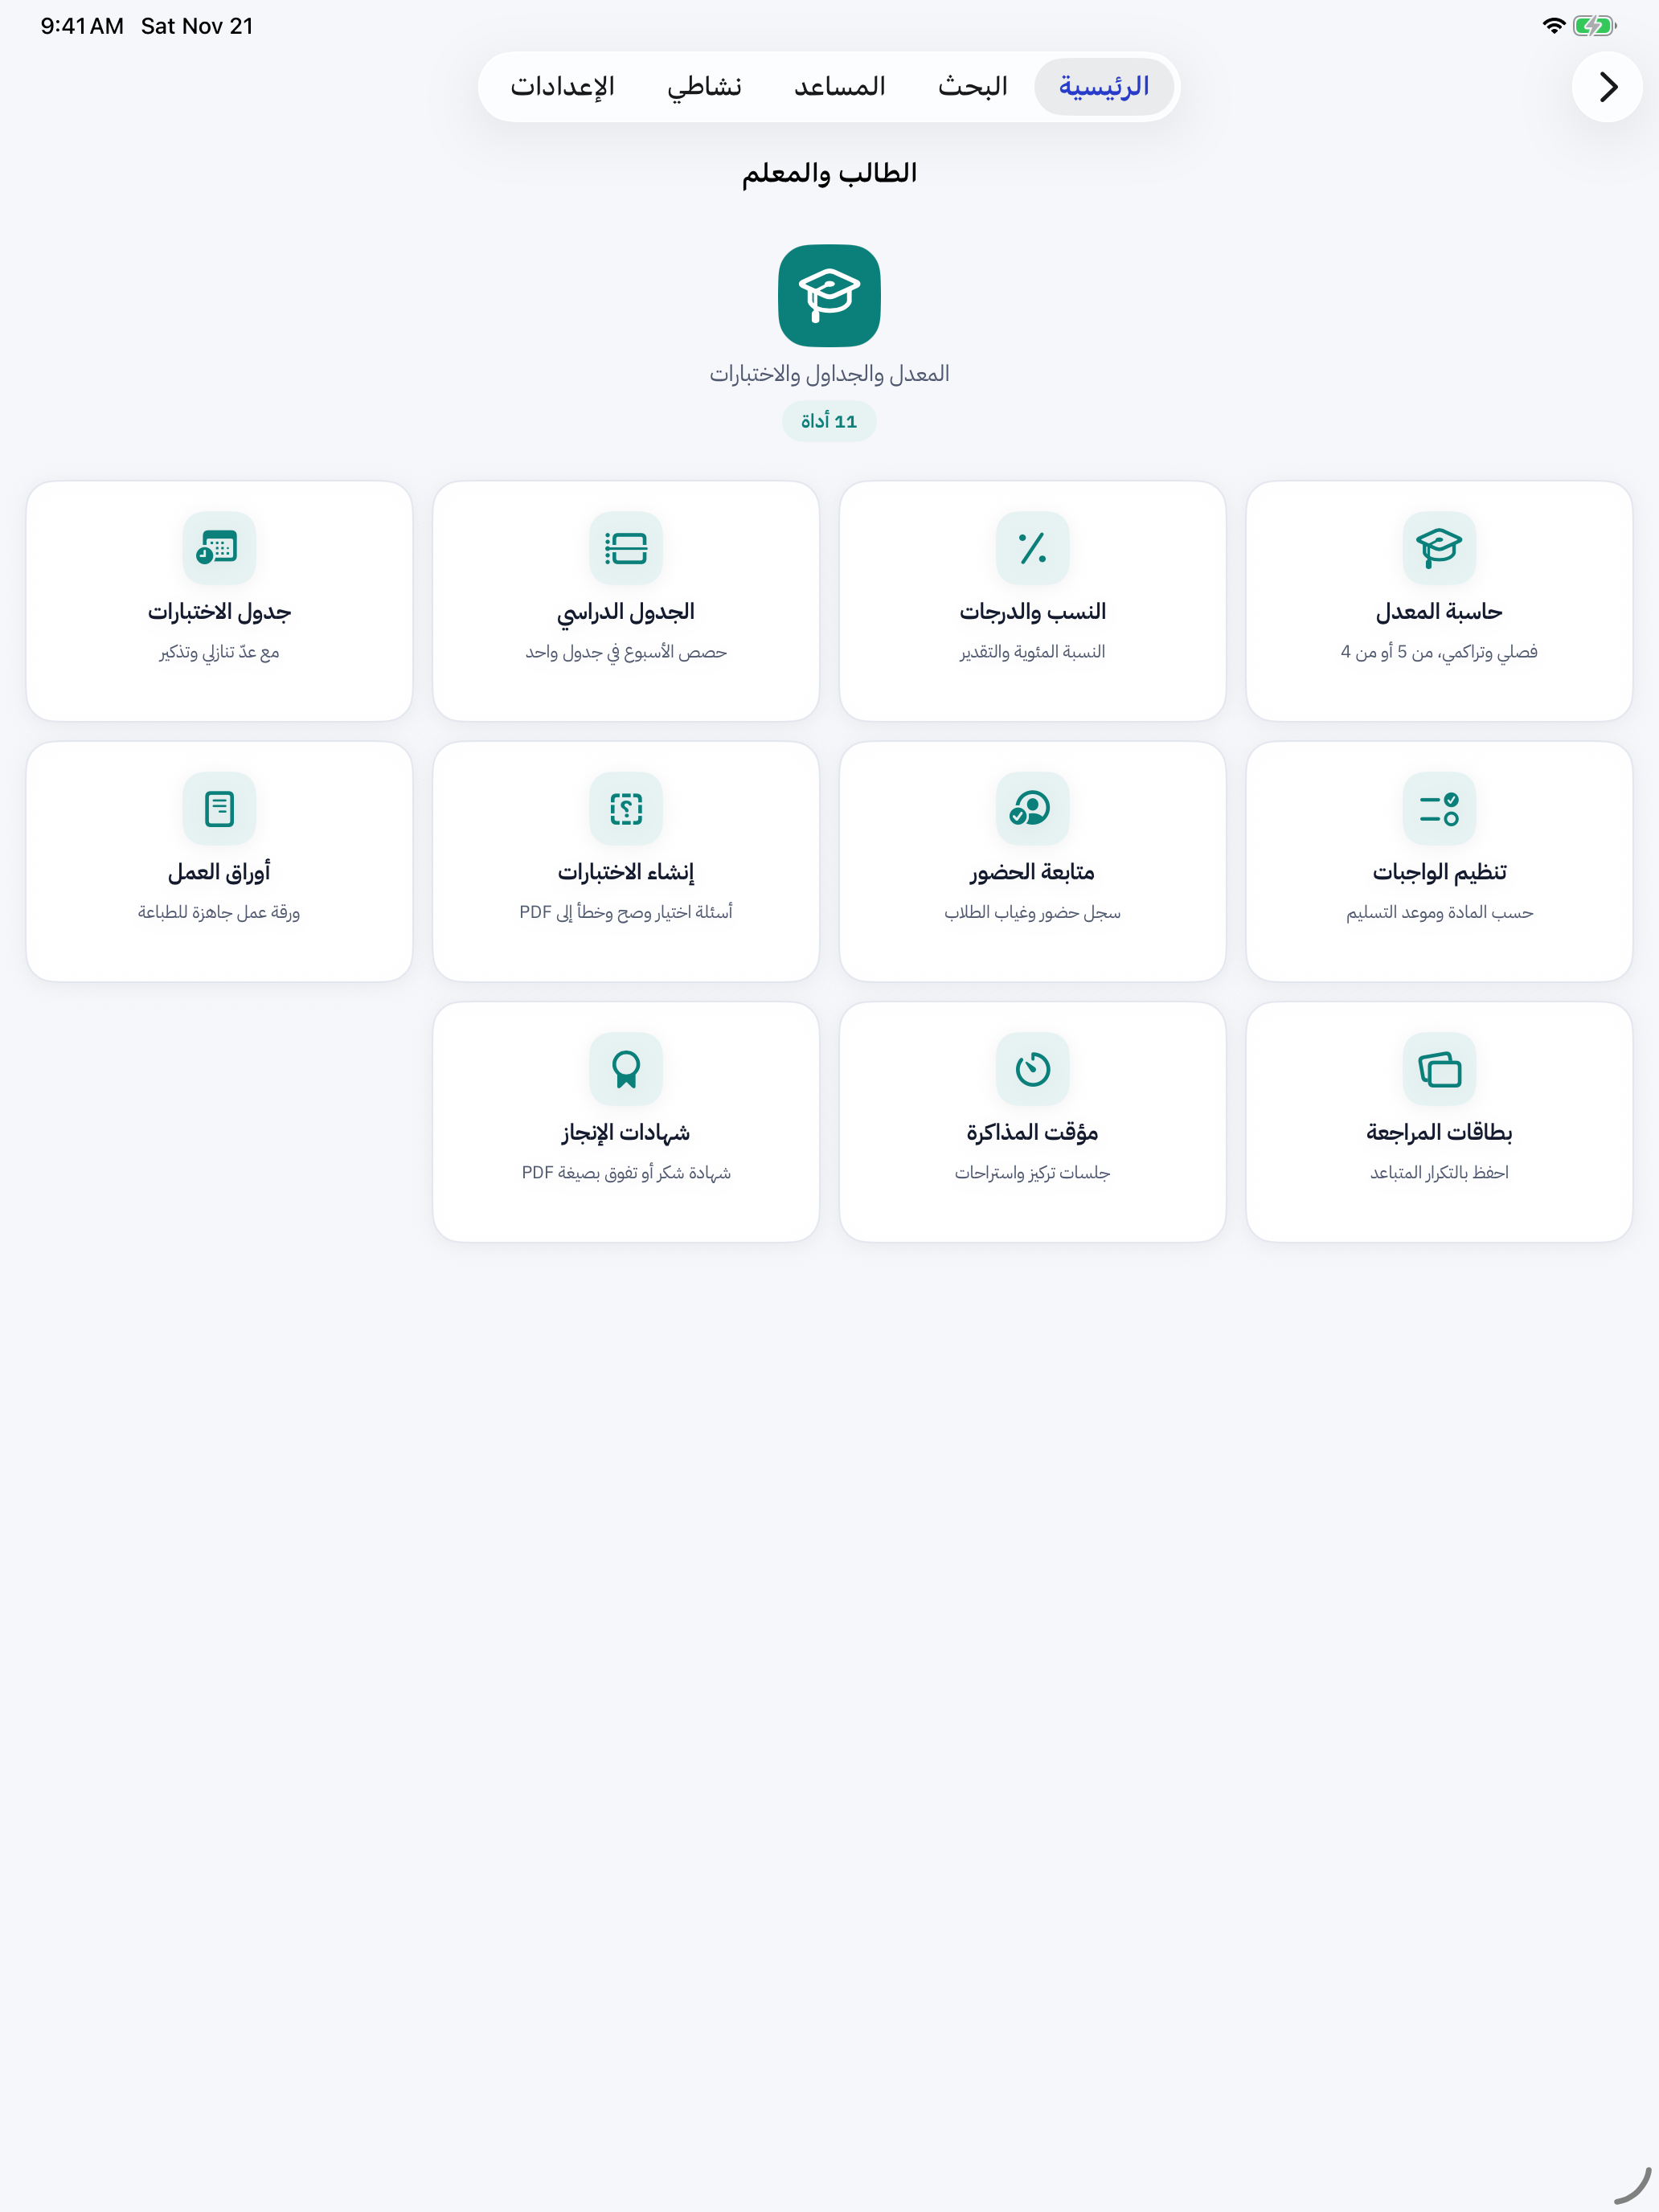 9:41 AM Sat Nov 21
الرئيسية البحث المساعد نشاطي الإعدادات
الطالب والمعلم
المعدل والجداول والاختبارات
11 أداة
حاسبة المعدل
فصلي وتراكمي، من 5 أو من 4
النسب والدرجات
النسبة المئوية والتقدير
الجدول الدراسي
حصص الأسبوع في جدول واحد
جدول الاختبارات
مع عدّ تنازلي وتذكير
تنظيم الواجبات
حسب المادة وموعد التسليم
متابعة الحضور
سجل حضور وغياب الطلاب
إنشاء الاختبارات
أسئلة اختيار وصح وخطأ إلى PDF
أوراق العمل
ورقة عمل جاهزة للطباعة
بطاقات المراجعة
احفظ بالتكرار المتباعد
مؤقت المذاكرة
جلسات تركيز واستراحات
شهادات الإنجاز
شهادة شكر أو تفوق بصيغة PDF